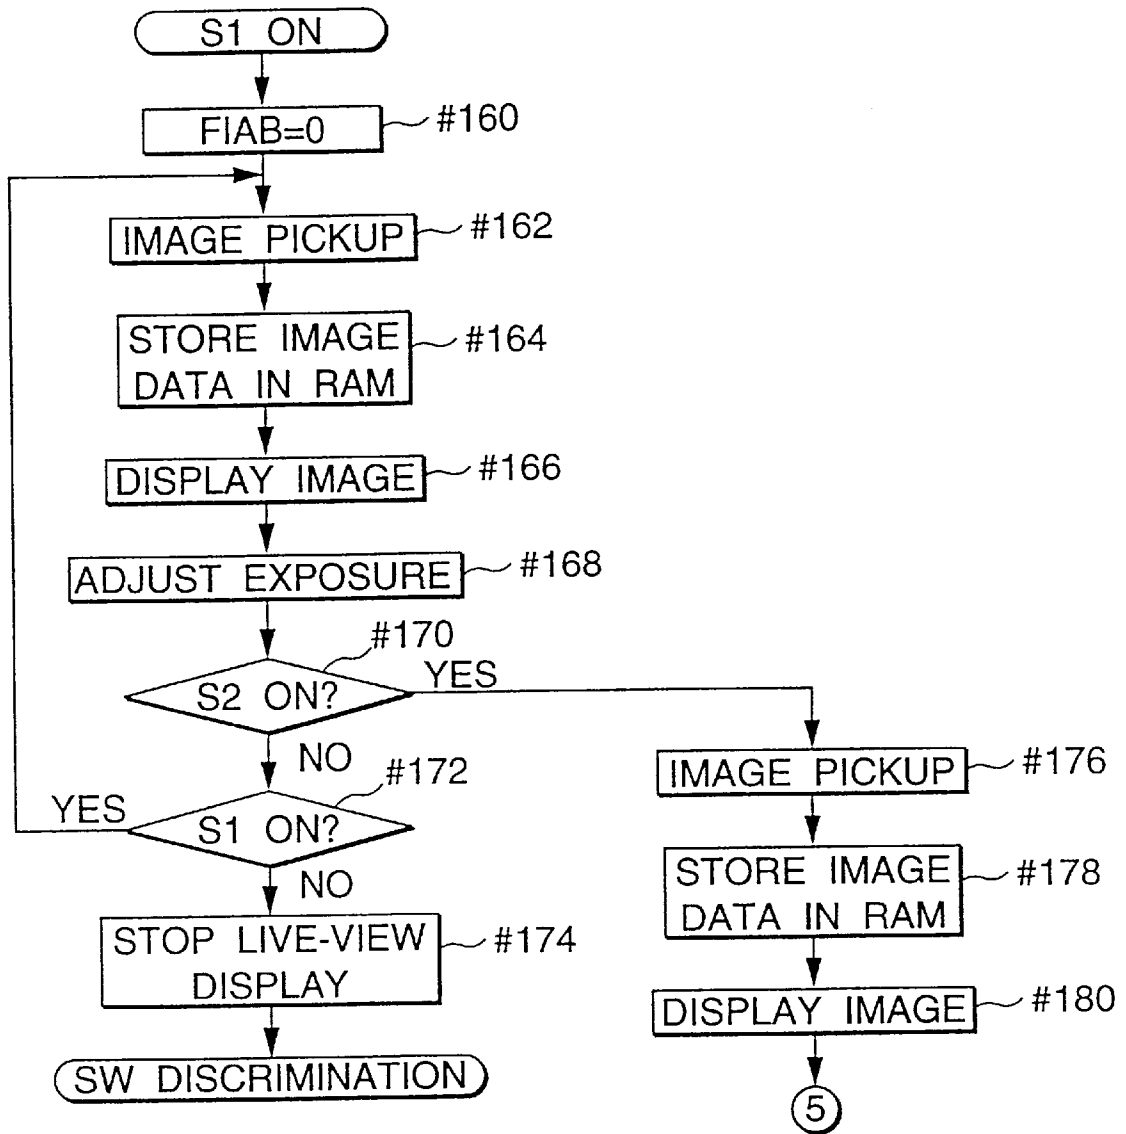 S1 ON
FIAB=0
#160
IMAGE PICKUP
#162
STORE IMAGE
DATA IN RAM
#164
DISPLAY IMAGE
#166
ADJUST EXPOSURE
#168
#170
S2 ON?
YES
NO
#172
YES
S1 ON?
NO
STOP LIVE-VIEW
DISPLAY
#174
SW DISCRIMINATION
IMAGE PICKUP
#176
STORE IMAGE
DATA IN RAM
#178
DISPLAY IMAGE
#180
5